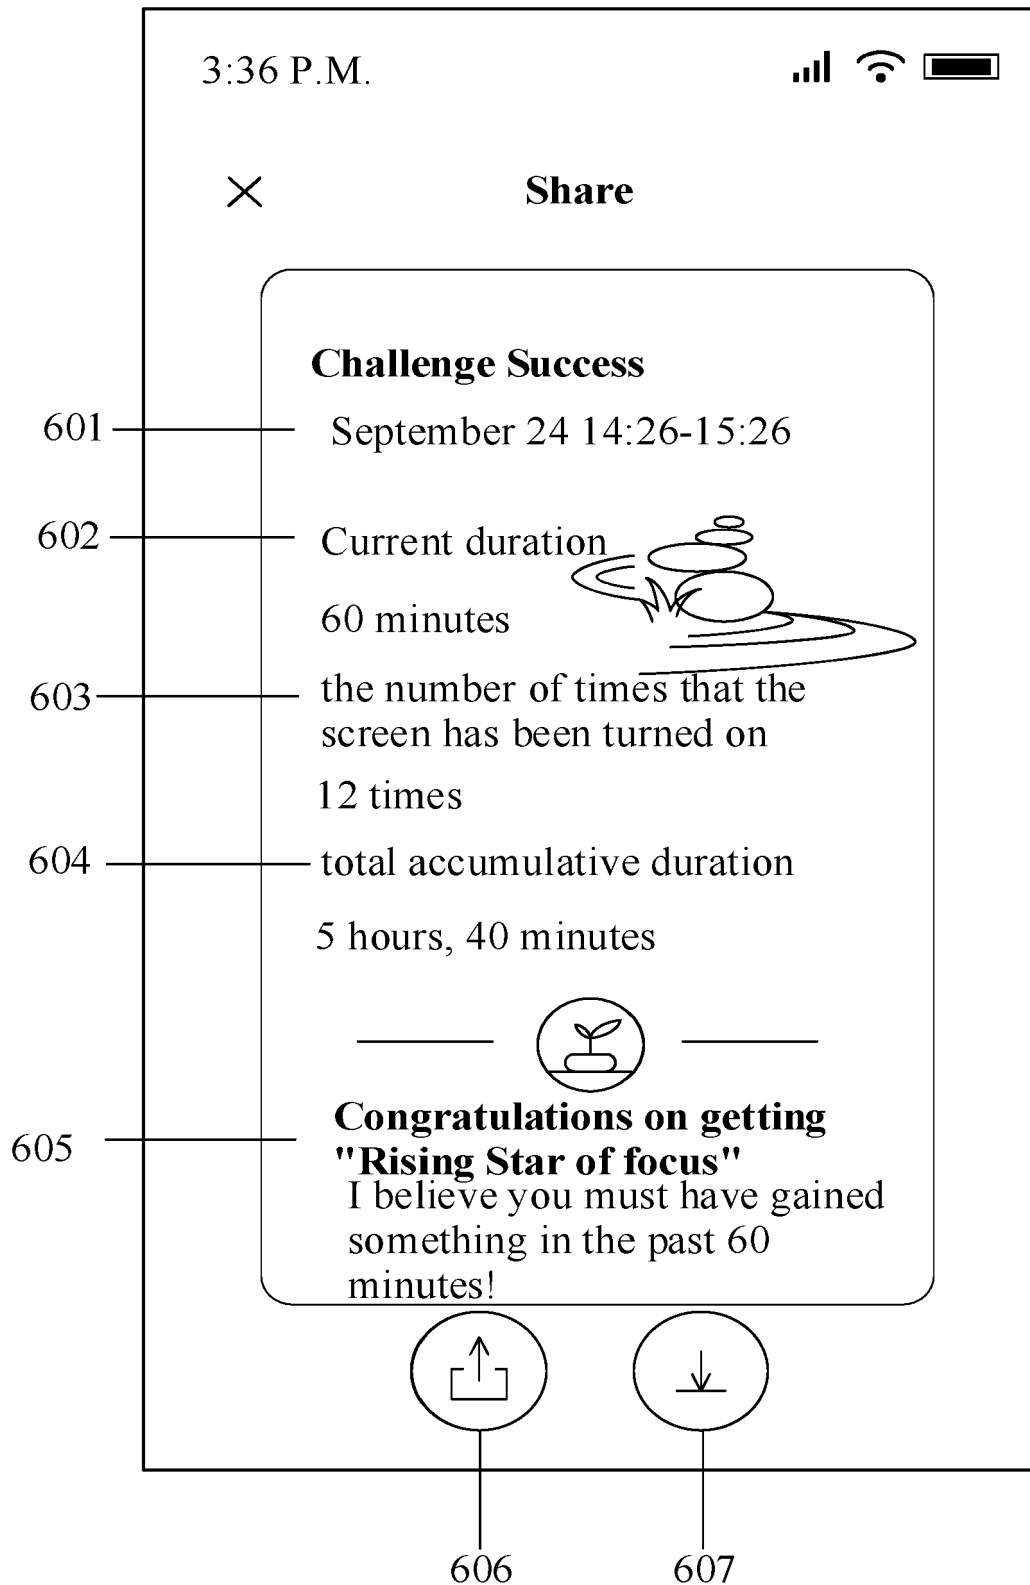 3:36 P.M.
Share
Challenge Success
601
September 24 14:26-15:26
602
Current duration
60 minutes
603
the number of times that the
screen has been turned on
12 times
604
total accumulative duration
5 hours, 40 minutes
Congratulations on getting
605
"Rising Star of focus"
I believe you must have gained
something in the past 60
minutes!
606
607